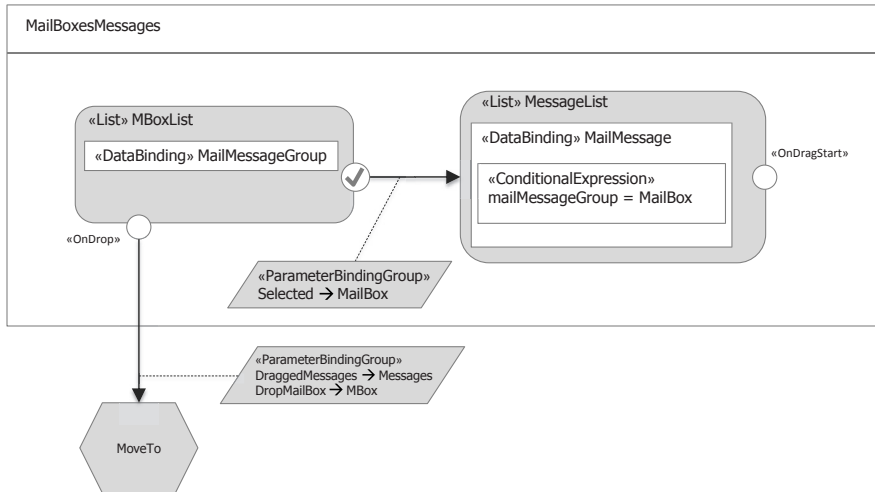 MailBoxesMessages
«List» MBoxList
«DataBinding» MailMessageGroup
«OnDrop»
«List» MessageList
«DataBinding» MailMessage
«ConditionalExpression»
mailMessageGroup = MailBox
«OnDragStart»
«ParameterBindingGroup»
Selected → MailBox
«ParameterBindingGroup»
DraggedMessages → Messages
DropMailBox → MBox
MoveTo